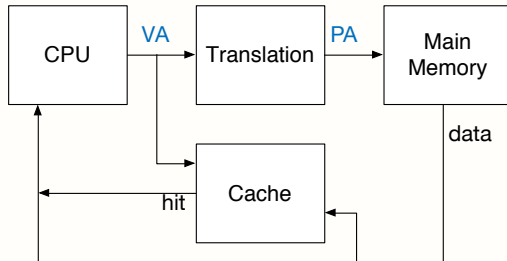 VA
PA
CPU
Translation
Main
Memory
data
hit
Cache